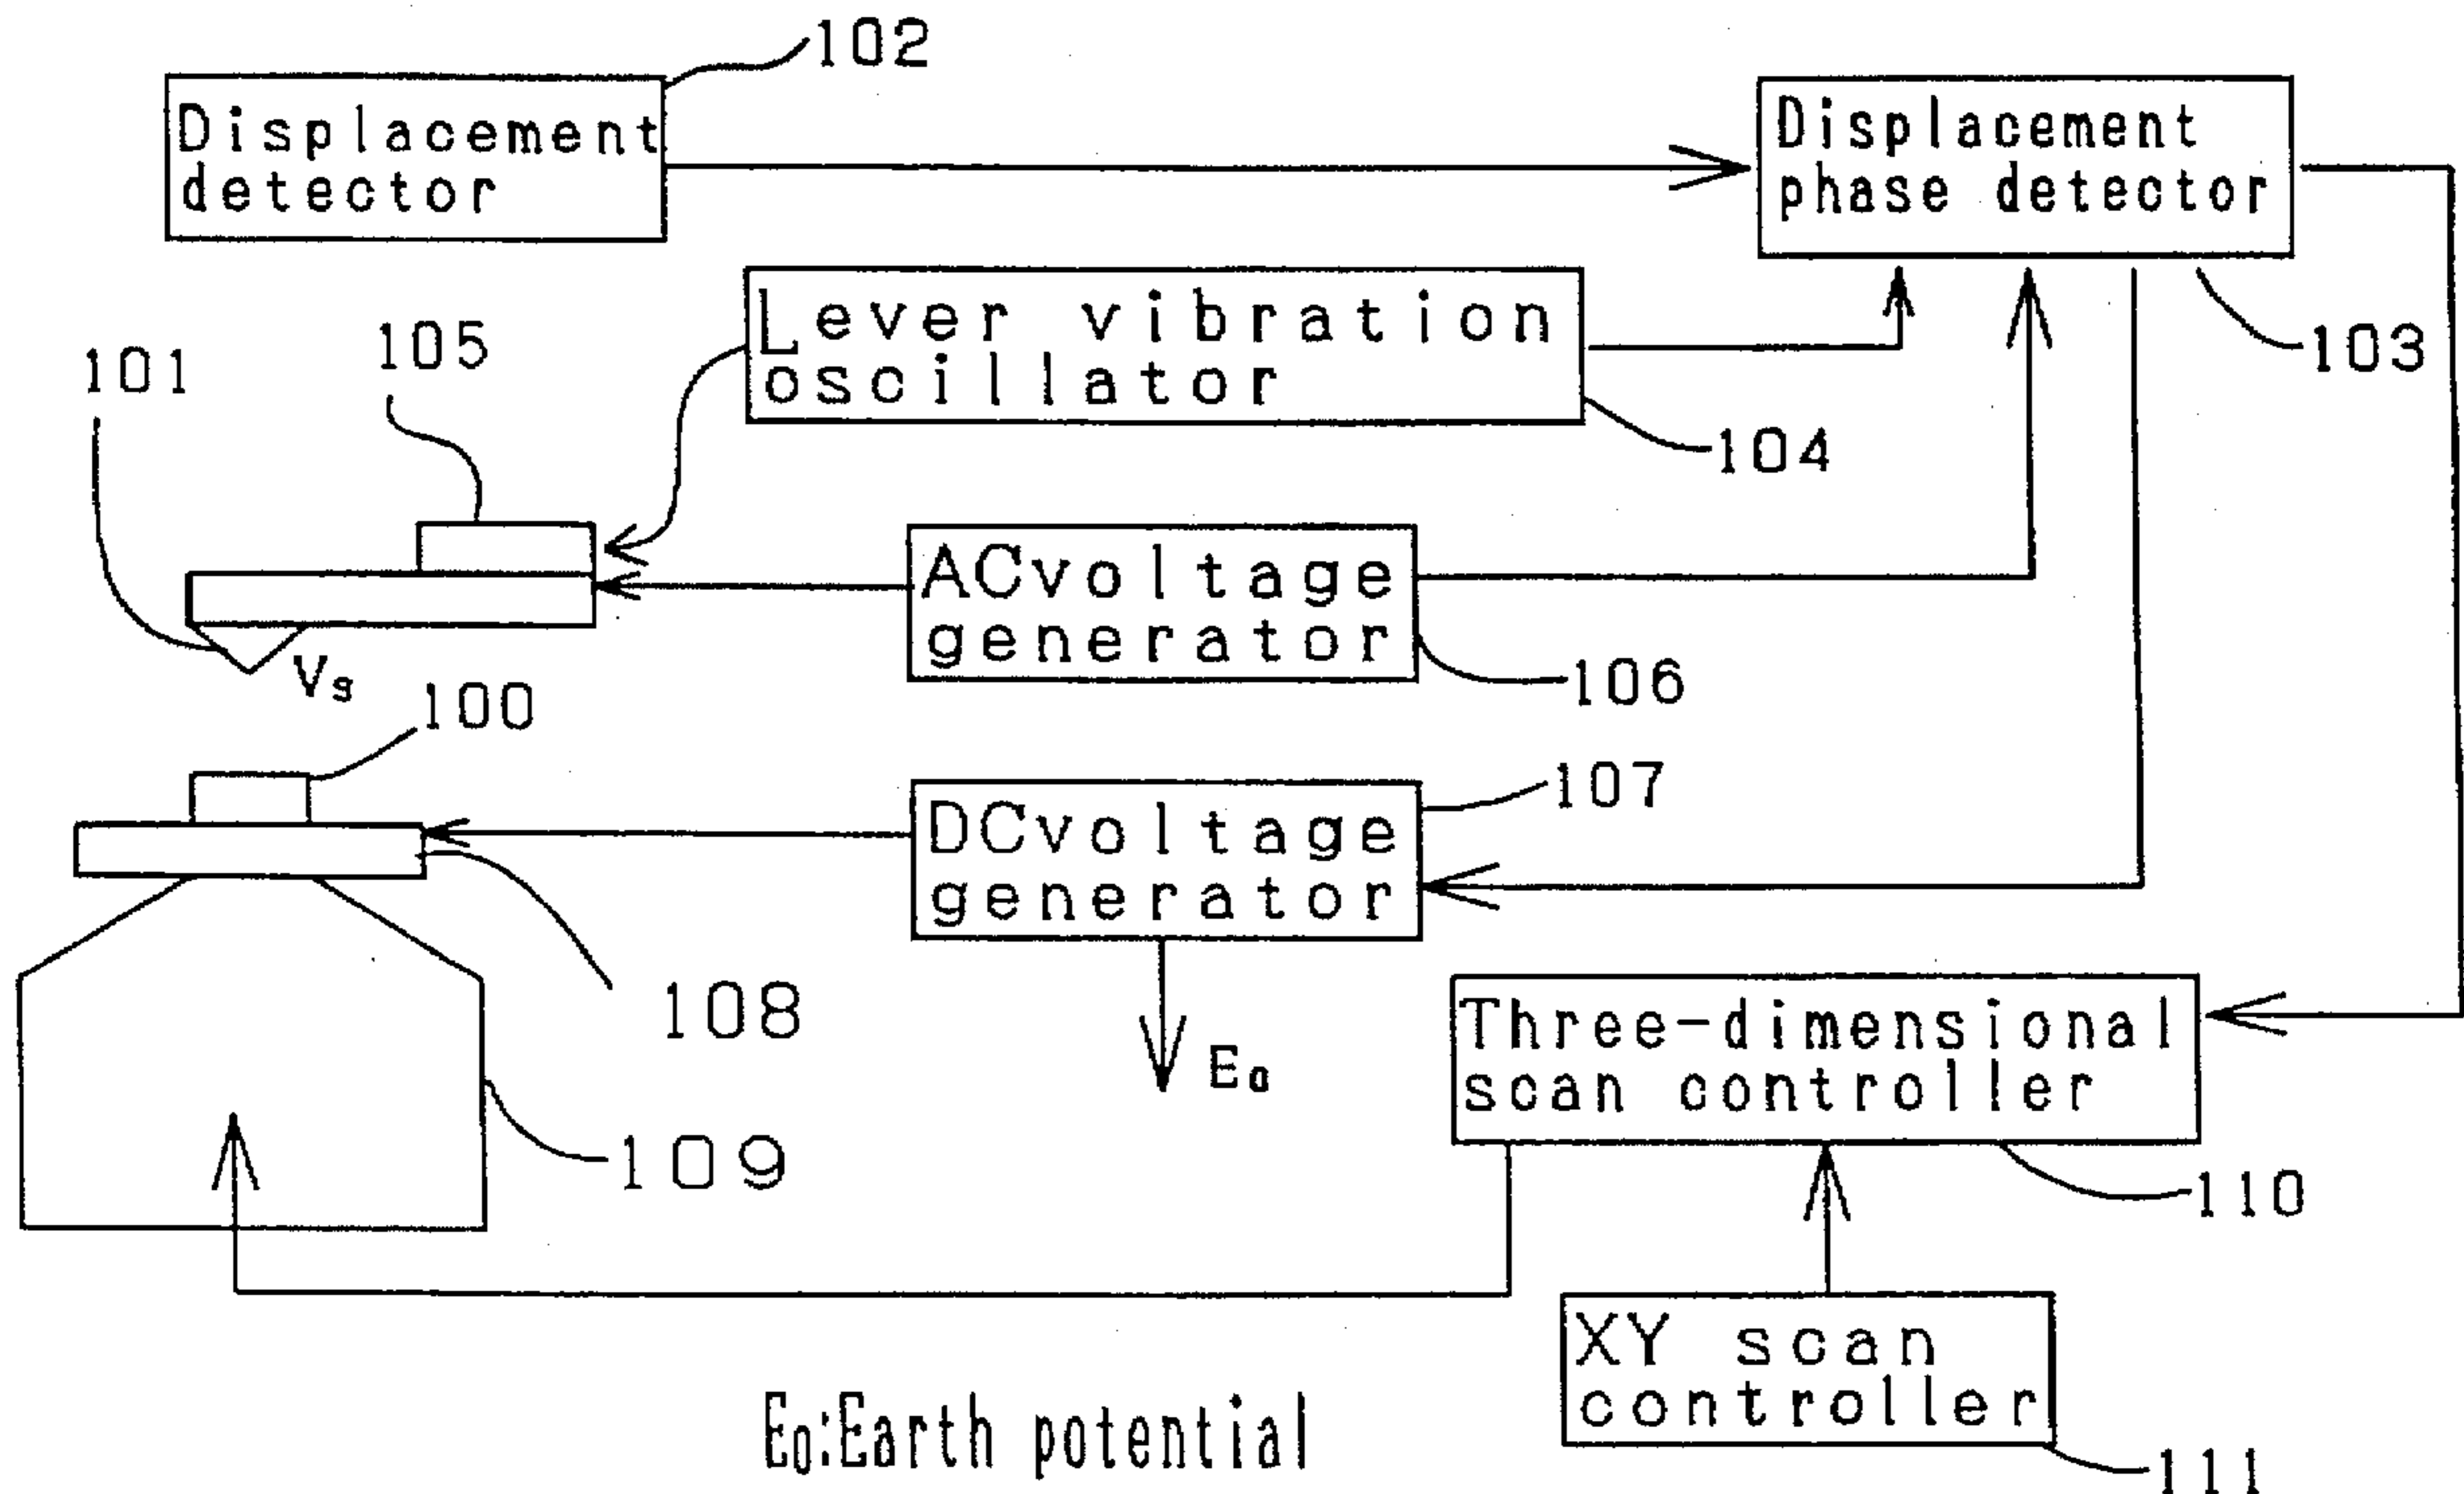 102
Displacement
detector
Displacement
phase detector
Lever vibration
oscillator
103
105
101
104
ACvoltage
generator
Vs
106
100
107
DCvoltage
generator
108
Three-dimensional
scan controller
E0
109
110
XY scan
controller
E0:Earth potential
111